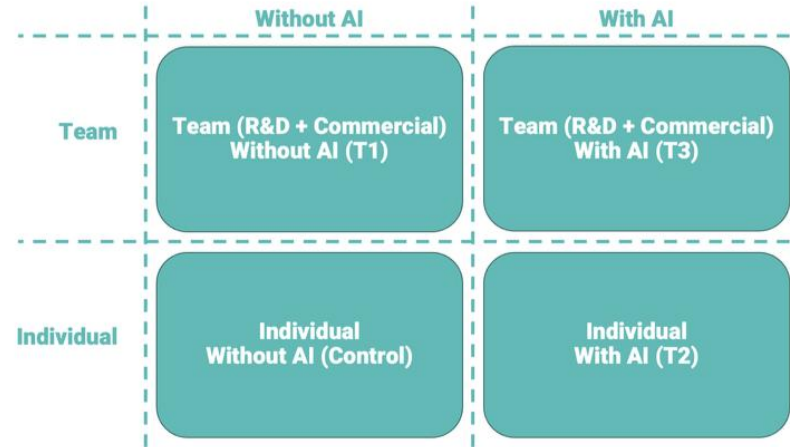 Without AI
With AI
Team
Team (R&D + Commercial)
Without AI (T1)
Team (R&D + Commercial)
With AI (T3)
Individual
Individual
Without AI (Control)
Individual
With AI (T2)